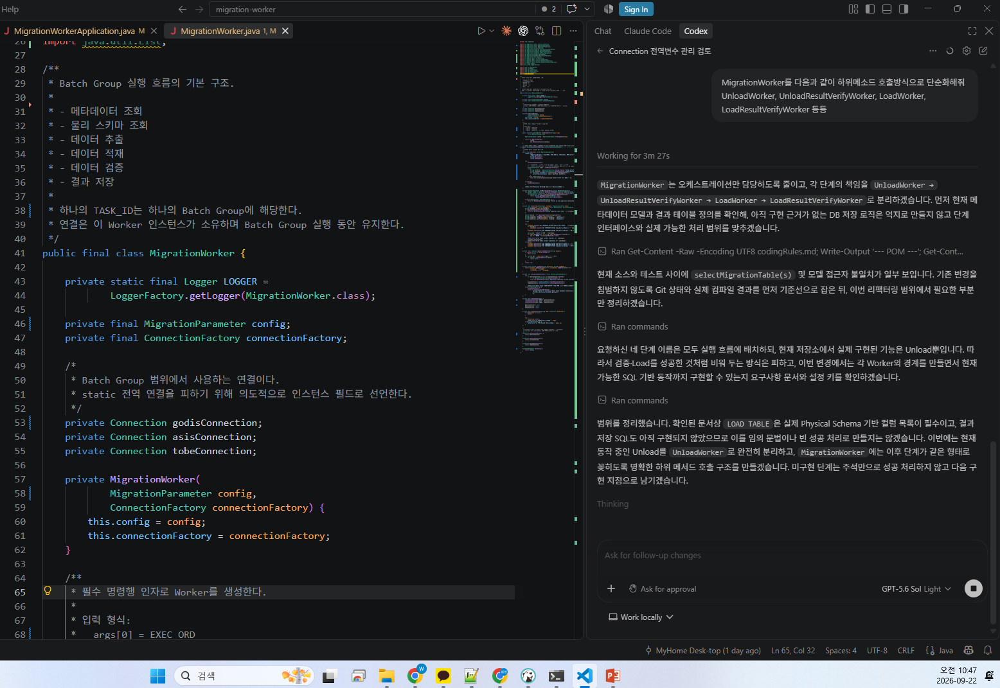 Help
migration-worker
2
Sign In
MigrationWorkerApplication.java M
MigrationWorker.java 1, M
26 import java.util.List;
27
28 /**
29 * Batch Group 실행 흐름의 기본 구조.
30 *
31 * - 메타데이터 조회
32 * - 물리 스키마 조회
33 * - 데이터 추출
34 * - 데이터 적재
35 * - 데이터 검증
36 * - 결과 저장
37 *
38 * 하나의 TASK_ID는 하나의 Batch Group에 해당한다.
39 * 연결은 이 Worker 인스턴스가 소유하며 Batch Group 실행 동안 유지한다.
40 */
41 public final class MigrationWorker {
42
43 private static final Logger LOGGER =
44 LoggerFactory.getLogger(MigrationWorker.class);
45
46 private final MigrationParameter config;
47 private final ConnectionFactory connectionFactory;
48
49 /*
50 * Batch Group 범위에서 사용하는 연결이다.
51 * static 전역 연결을 피하기 위해 의도적으로 인스턴스 필드로 선언한다.
52 */
53 private Connection godisConnection;
54 private Connection asisConnection;
55 private Connection tobeConnection;
56
57 private MigrationWorker(
58 MigrationParameter config,
59 ConnectionFactory connectionFactory) {
60 this.config = config;
61 this.connectionFactory = connectionFactory;
62 }
63
64 /**
65 * 필수 명령행 인자로 Worker를 생성한다.
66 *
67 * 입력 형식:
68 * args[0] = EXEC_ORD
Chat Claude Code Codex
Connection 전역변수 관리 검토
MigrationWorker를 다음과 같이 하위메소드 호출방식으로 단순화해줘
UnloadWorker, UnloadResultVerifyWorker, LoadWorker,
LoadResultVerifyWorker 등등
Working for 3m 27s
MigrationWorker 는 오케스트레이션만 담당하도록 줄이고, 각 단계의 책임을 UnloadWorker →
UnloadResultVerifyWorker → LoadWorker → LoadResultVerifyWorker 로 분리하겠습니다. 먼저 현재 메
타데이터 모델과 결과 테이블 정의를 확인해, 아직 구현 근거가 없는 DB 저장 로직은 억지로 만들지 않고 단계
인터페이스와 실제 가능한 처리 범위를 맞추겠습니다.
Ran Get-Content -Raw -Encoding UTF8 codingRules.md; Write-Output '--- POM ---'; Get-Cont...
현재 소스와 테스트 사이에 selectMigrationTable(s) 및 모델 접근자 불일치가 일부 보입니다. 기존 변경을
침범하지 않도록 Git 상태와 실제 컴파일 결과를 먼저 기준선으로 잡은 뒤, 이번 리팩터링 범위에서 필요한 부분
만 정리하겠습니다.
Ran commands
요청하신 네 단계 이름은 모두 실행 흐름에 배치하되, 현재 저장소에서 실제 구현된 기능은 Unload뿐입니다. 따
라서 검증·Load를 성공한 것처럼 비워 두는 방식은 피하고, 이번 변경에서는 각 Worker의 경계를 만들면서 현재
가능한 SQL 기반 동작까지 구현할 수 있는지 요구사항 문서와 설정 키를 확인하겠습니다.
Ran commands
범위를 정리했습니다. 확인된 문서상 LOAD TABLE 은 실제 Physical Schema 기반 컬럼 목록이 필수이고, 결과
저장 SQL도 아직 구현되지 않았으므로 이를 임의 문법이나 빈 성공 처리로 만들지는 않겠습니다. 이번에는 현재
동작 중인 Unload를 UnloadWorker 로 완전히 분리하고, MigrationWorker 에는 이후 단계가 같은 형태로
꽂히도록 명확한 하위 메서드 호출 구조를 만들겠습니다. 미구현 단계는 주석만으로 성공 처리하지 않고 다음 구
현 지점으로 남기겠습니다.
Thinking
Ask for follow-up changes
Ask for approval
GPT-5.6 Sol Light
Work locally
MyHome Desk-top (1 day ago) Ln 65, Col 32 Spaces: 4 UTF-8 CRLF Java
검색
오전 10:47
2026-09-22